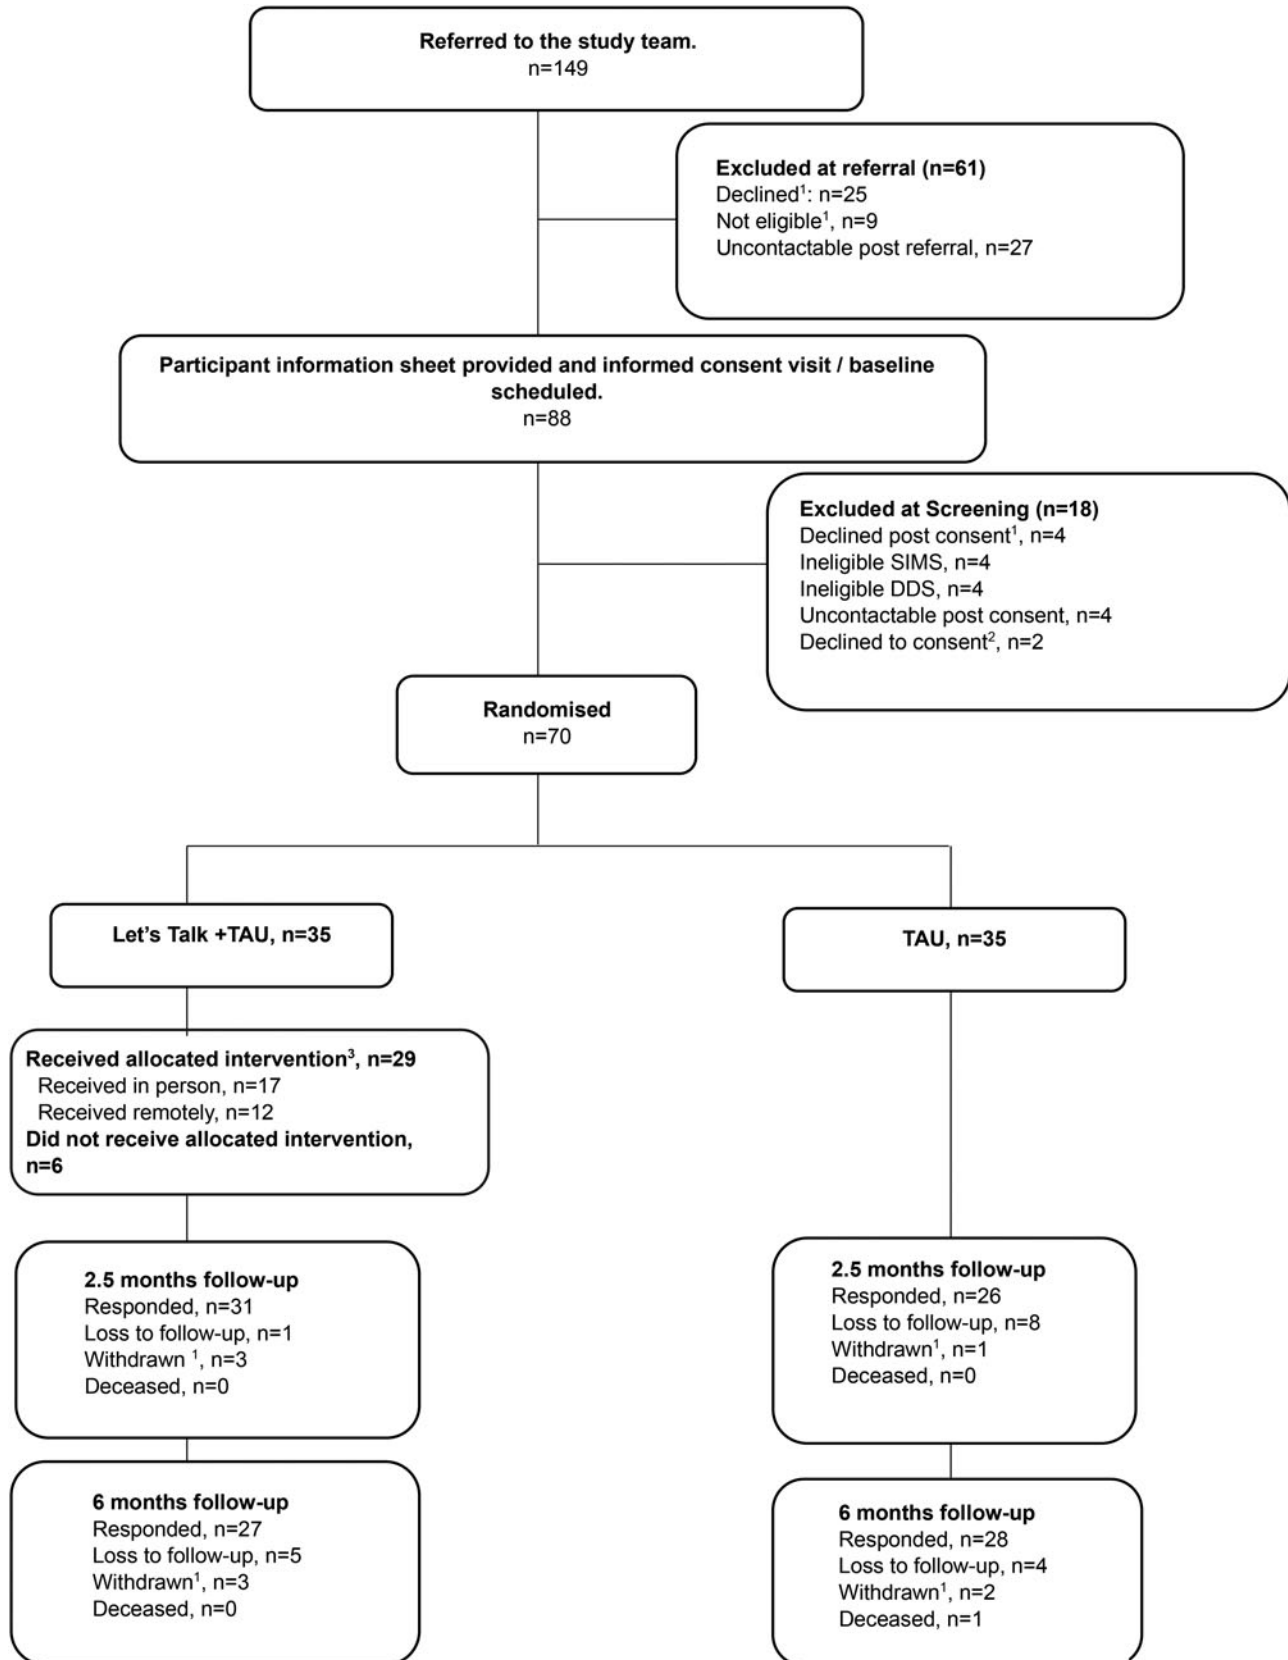 Referred to the study team.
n=149
Excluded at referral (n=61)
Declined¹: n=25
Not eligible¹, n=9
Uncontactable post referral, n=27
Participant information sheet provided and informed consent visit / baseline
scheduled.
n=88
Excluded at Screening (n=18)
Declined post consent¹, n=4
Ineligible SIMS, n=4
Ineligible DDS, n=4
Uncontactable post consent, n=4
Declined to consent², n=2
Randomised
n=70
Let's Talk +TAU, n=35
TAU, n=35
Received allocated intervention³, n=29
Received in person, n=17
Received remotely, n=12
Did not receive allocated intervention,
n=6
2.5 months follow-up
Responded, n=31
Loss to follow-up, n=1
Withdrawn ¹, n=3
Deceased, n=0
2.5 months follow-up
Responded, n=26
Loss to follow-up, n=8
Withdrawn¹, n=1
Deceased, n=0
6 months follow-up
Responded, n=27
Loss to follow-up, n=5
Withdrawn¹, n=3
Deceased, n=0
6 months follow-up
Responded, n=28
Loss to follow-up, n=4
Withdrawn¹, n=2
Deceased, n=1